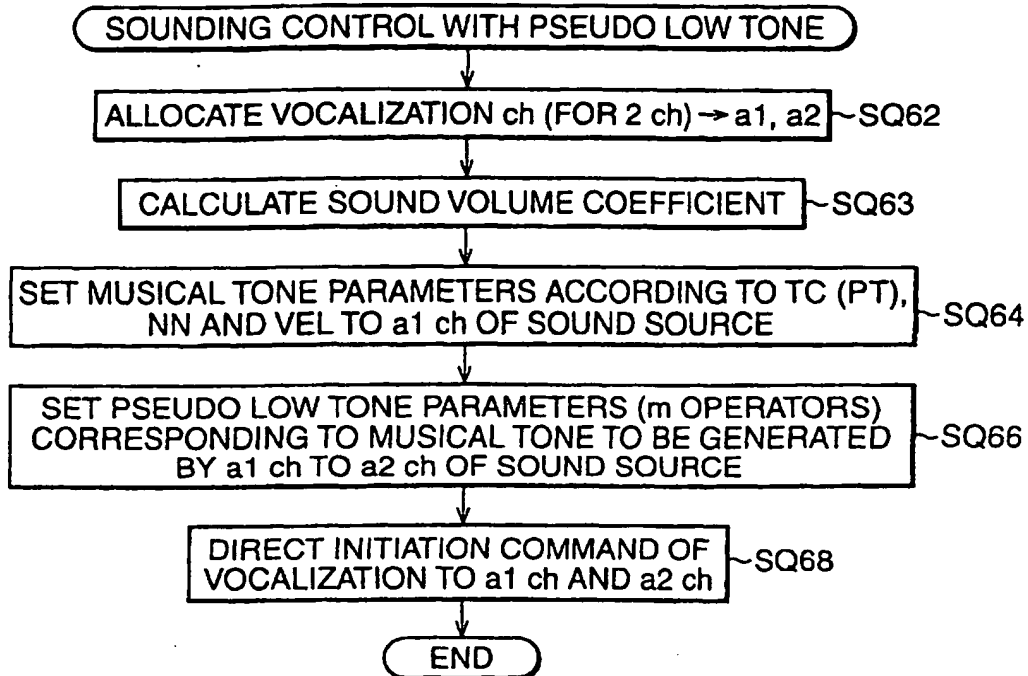 SOUNDING CONTROL WITH PSEUDO LOW TONE
ALLOCATE VOCALIZATION ch (FOR 2 ch) → a1, a2 SQ62
CALCULATE SOUND VOLUME COEFFICIENT SQ63
SET MUSICAL TONE PARAMETERS ACCORDING TO TC (PT),
NN AND VEL TO a1 ch OF SOUND SOURCE
SQ64
SET PSEUDO LOW TONE PARAMETERS (m OPERATORS)
CORRESPONDING TO MUSICAL TONE TO BE GENERATED
BY a1 ch TO a2 ch OF SOUND SOURCE
SQ66
DIRECT INITIATION COMMAND OF
VOCALIZATION TO a1 ch AND a2 ch
SQ68
END